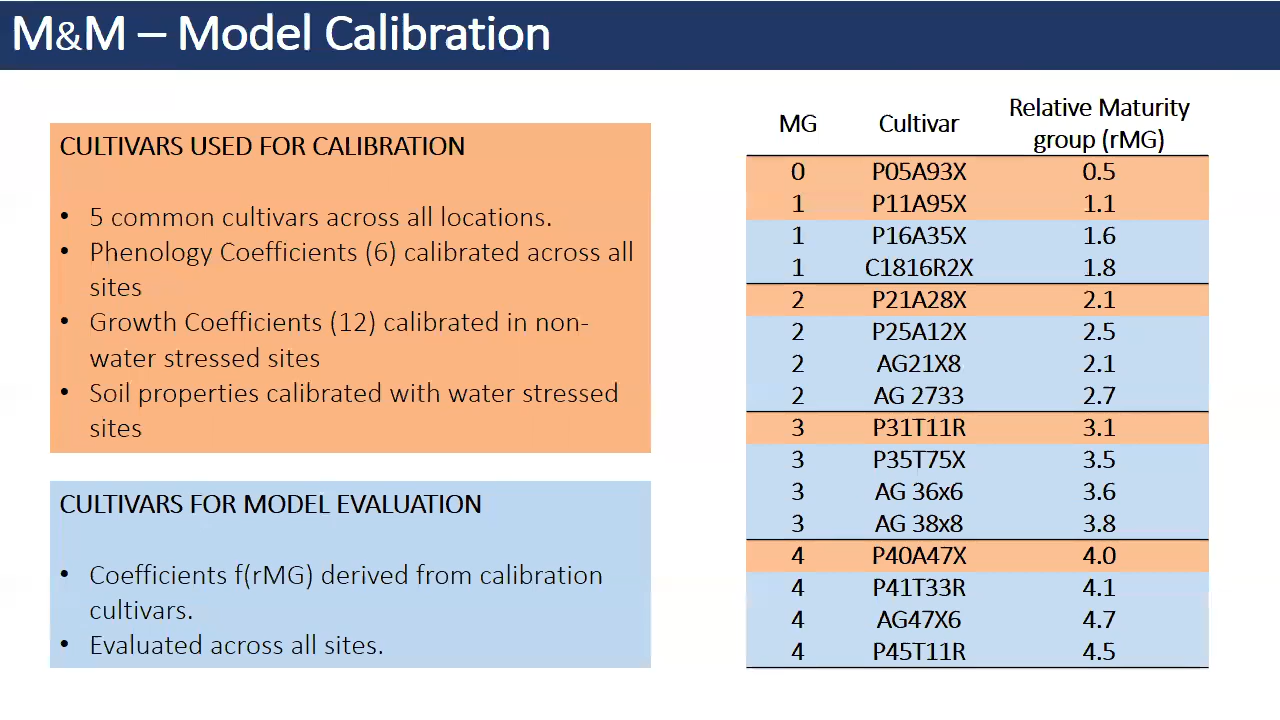 M&M – Model Calibration
CULTIVARS USED FOR CALIBRATION
• 5 common cultivars across all locations.
• Phenology Coefficients (6) calibrated across all
sites
• Growth Coefficients (12) calibrated in non-
water stressed sites
• Soil properties calibrated with water stressed
sites
CULTIVARS FOR MODEL EVALUATION
• Coefficients f(rMG) derived from calibration
cultivars.
• Evaluated across all sites.
MG Cultivar Relative Maturity
group (rMG)
0 P05A93X 0.5
1 P11A95X 1.1
1 P16A35X 1.6
1 C1816R2X 1.8
2 P21A28X 2.1
2 P25A12X 2.5
2 AG21X8 2.1
2 AG 2733 2.7
3 P31T11R 3.1
3 P35T75X 3.5
3 AG 36x6 3.6
3 AG 38x8 3.8
4 P40A47X 4.0
4 P41T33R 4.1
4 AG47X6 4.7
4 P45T11R 4.5